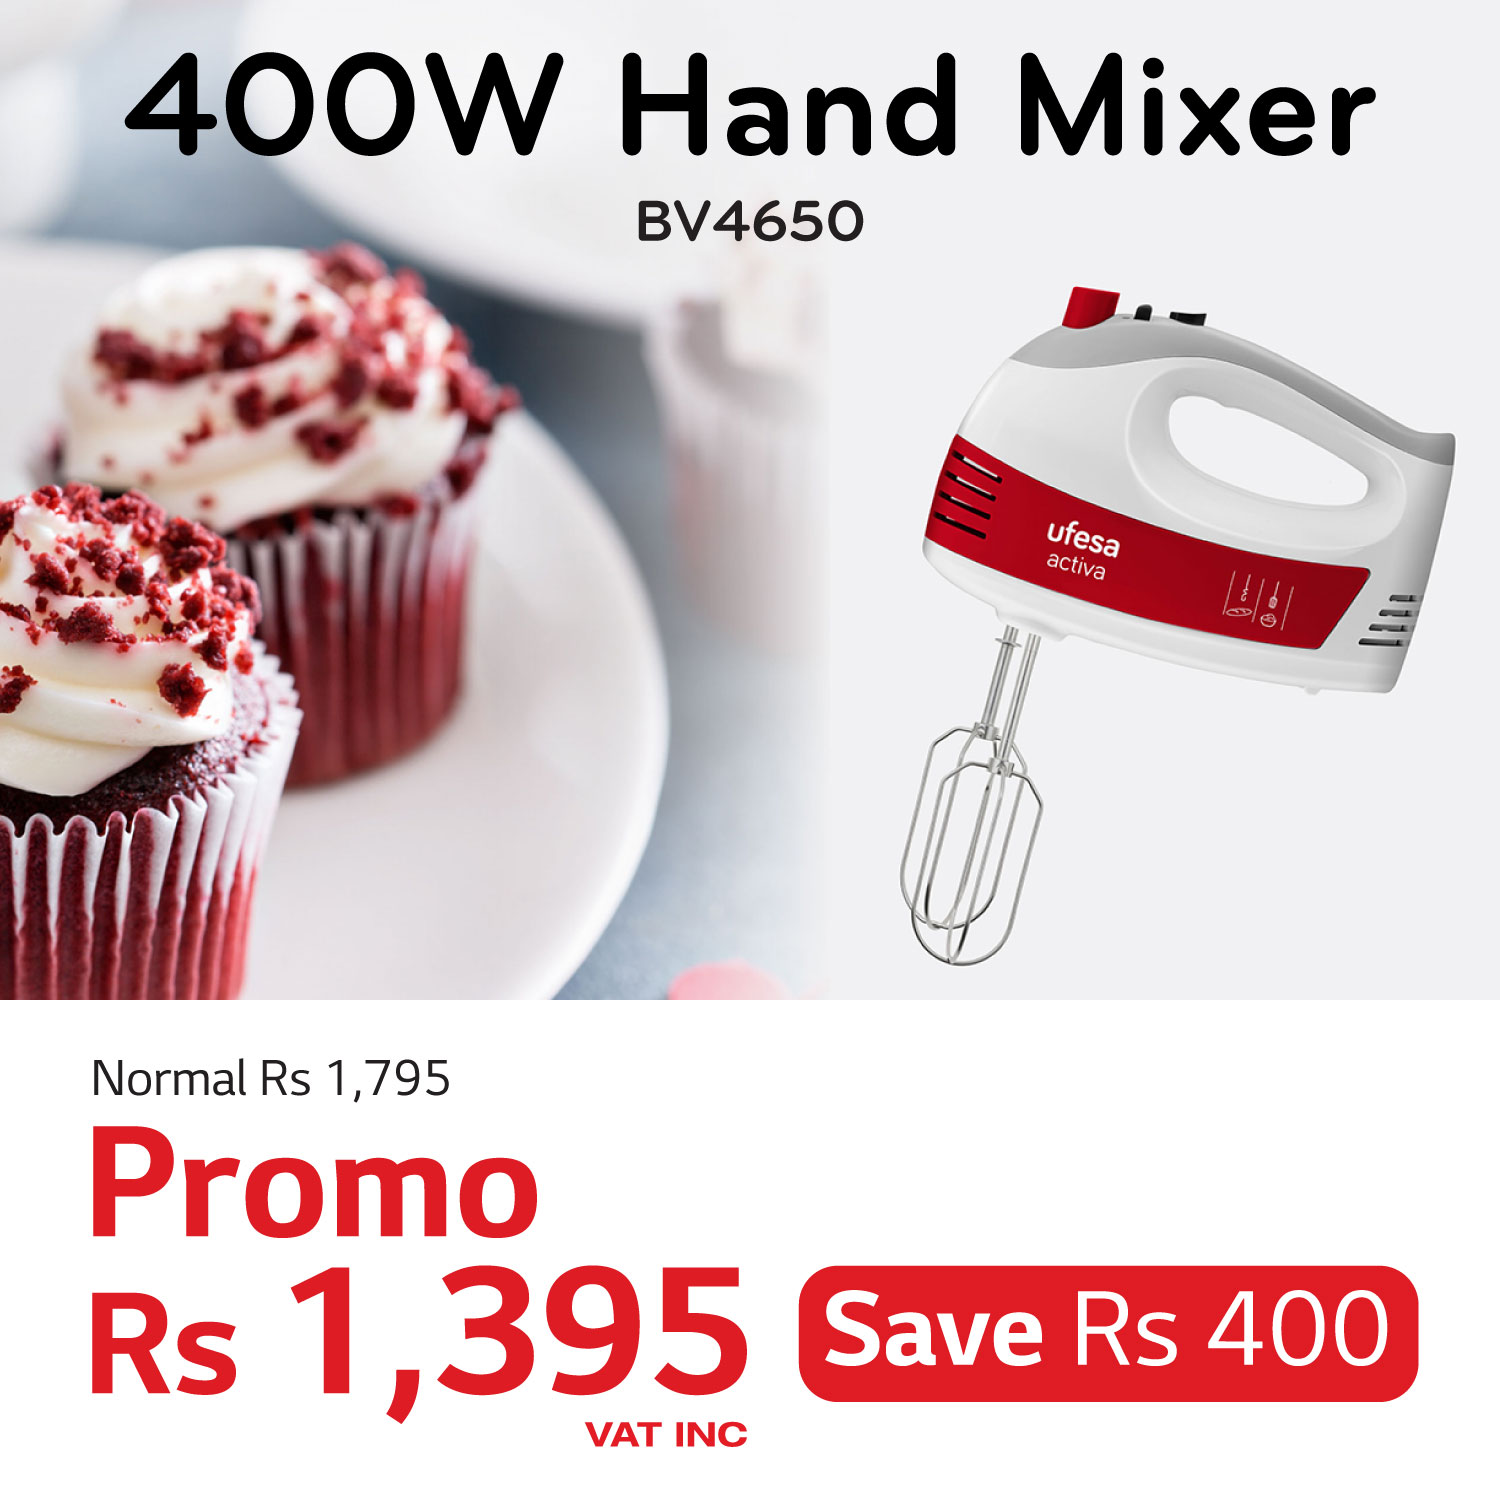 400W Hand Mixer
BV4650
ufesa
activa
Normal Rs 1,795
Promo
Rs 1,395
Save Rs 400
VAT INC